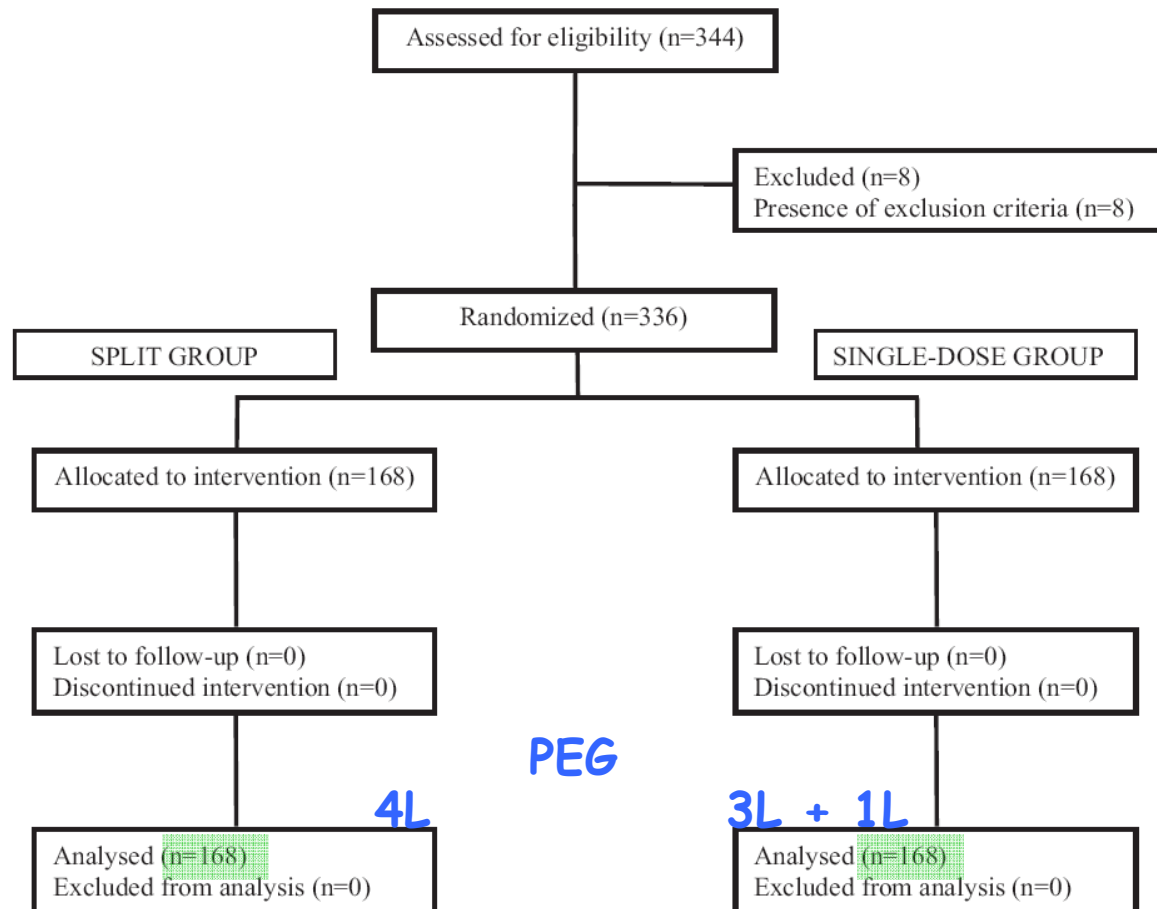 Assessed for eligibility (n=344)
Excluded (n=8)
Presence of exclusion criteria (n=8)
Randomized (n=336)
SPLIT GROUP
SINGLE-DOSE GROUP
Allocated to intervention (n=168)
Allocated to intervention (n=168)
Lost to follow-up (n=0)
Discontinued intervention (n=0)
Lost to follow-up (n=0)
Discontinued intervention (n=0)
PEG
4L
3L + 1L
Analysed (n=168)
Excluded from analysis (n=0)
Analysed (n=168)
Excluded from analysis (n=0)